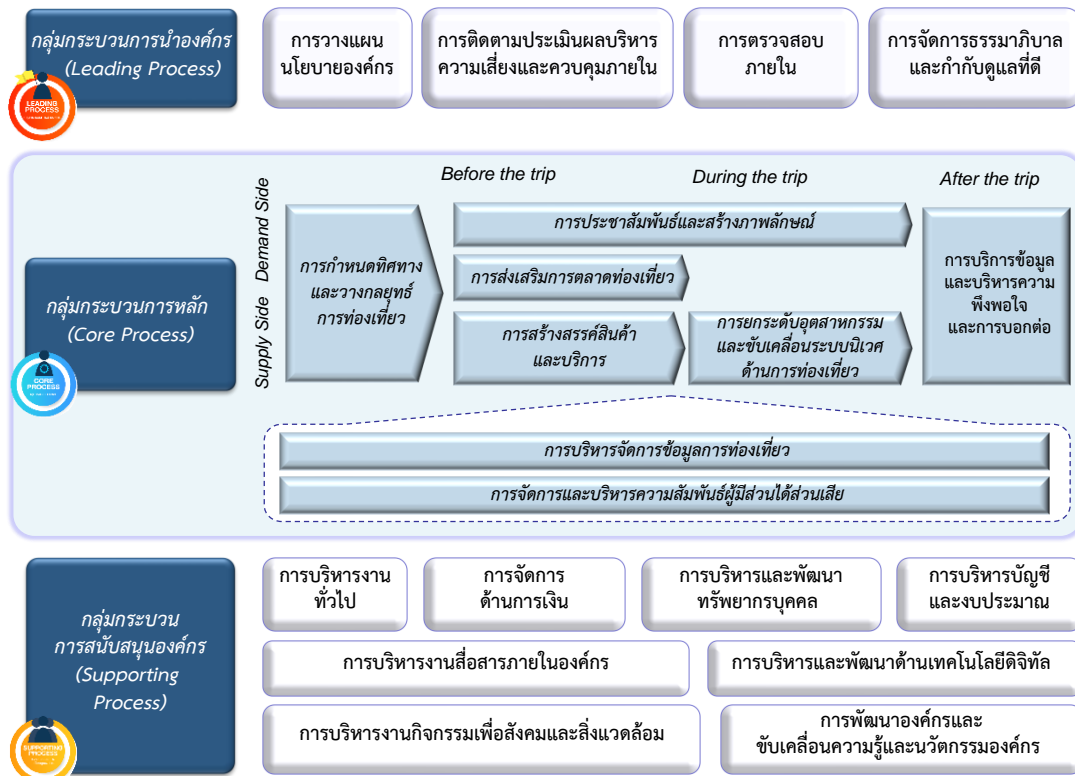 กลุ่มกระบวนการนำองค์กร
(Leading Process)
LEADING
PROCESS
การวางแผน
นโยบายองค์กร
การติดตามประเมินผลบริหาร
ความเสี่ยงและควบคุมภายใน
การตรวจสอบ
ภายใน
การจัดการธรรมาภิบาล
และกำกับดูแลที่ดี
กลุ่มกระบวนการหลัก
(Core Process)
CORE
PROCESS
Supply Side
Demand Side
Before the trip
During the trip
After the trip
การกำหนดทิศทาง
และวางกลยุทธ์
การท่องเที่ยว
การประชาสัมพันธ์และสร้างภาพลักษณ์
การส่งเสริมการตลาดท่องเที่ยว
การสร้างสรรค์สินค้า
และบริการ
การยกระดับอุตสาหกรรม
และขับเคลื่อนระบบนิเวศ
ด้านการท่องเที่ยว
การบริการข้อมูล
และบริหารความ
พึงพอใจ
และการบอกต่อ
การบริหารจัดการข้อมูลการท่องเที่ยว
การจัดการและบริหารความสัมพันธ์ผู้มีส่วนได้ส่วนเสีย
กลุ่มกระบวน
การสนับสนุนองค์กร
(Supporting
Process)
SUPPORTING
PROCESS
การบริหารงาน
ทั่วไป
การจัดการ
ด้านการเงิน
การบริหารและพัฒนา
ทรัพยากรบุคคล
การบริหารบัญชี
และงบประมาณ
การบริหารงานสื่อสารภายในองค์กร
การบริหารและพัฒนาด้านเทคโนโลยีดิจิทัล
การบริหารงานกิจกรรมเพื่อสังคมและสิ่งแวดล้อม
การพัฒนาองค์กรและ
ขับเคลื่อนความรู้และนวัตกรรมองค์กร